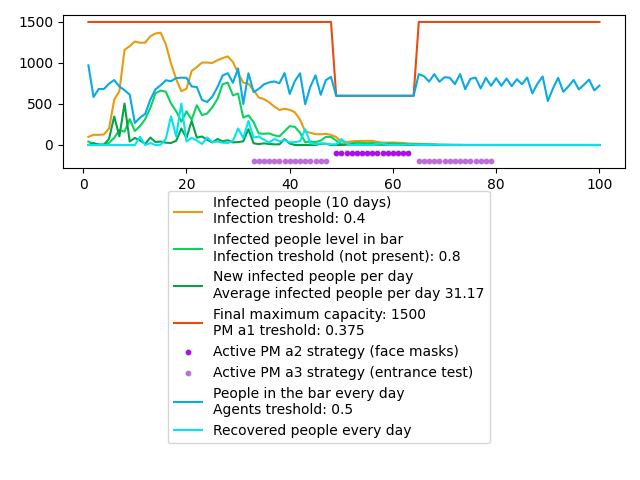 1500
1000
500
0
0
20
40
60
80
100
Infected people (10 days)
Infection treshold: 0.4
Infected people level in bar
Infection treshold (not present): 0.8
New infected people per day
Average infected people per day 31.17
Final maximum capacity: 1500
PM a1 treshold: 0.375
Active PM a2 strategy (face masks)
Active PM a3 strategy (entrance test)
People in the bar every day
Agents treshold: 0.5
Recovered people every day